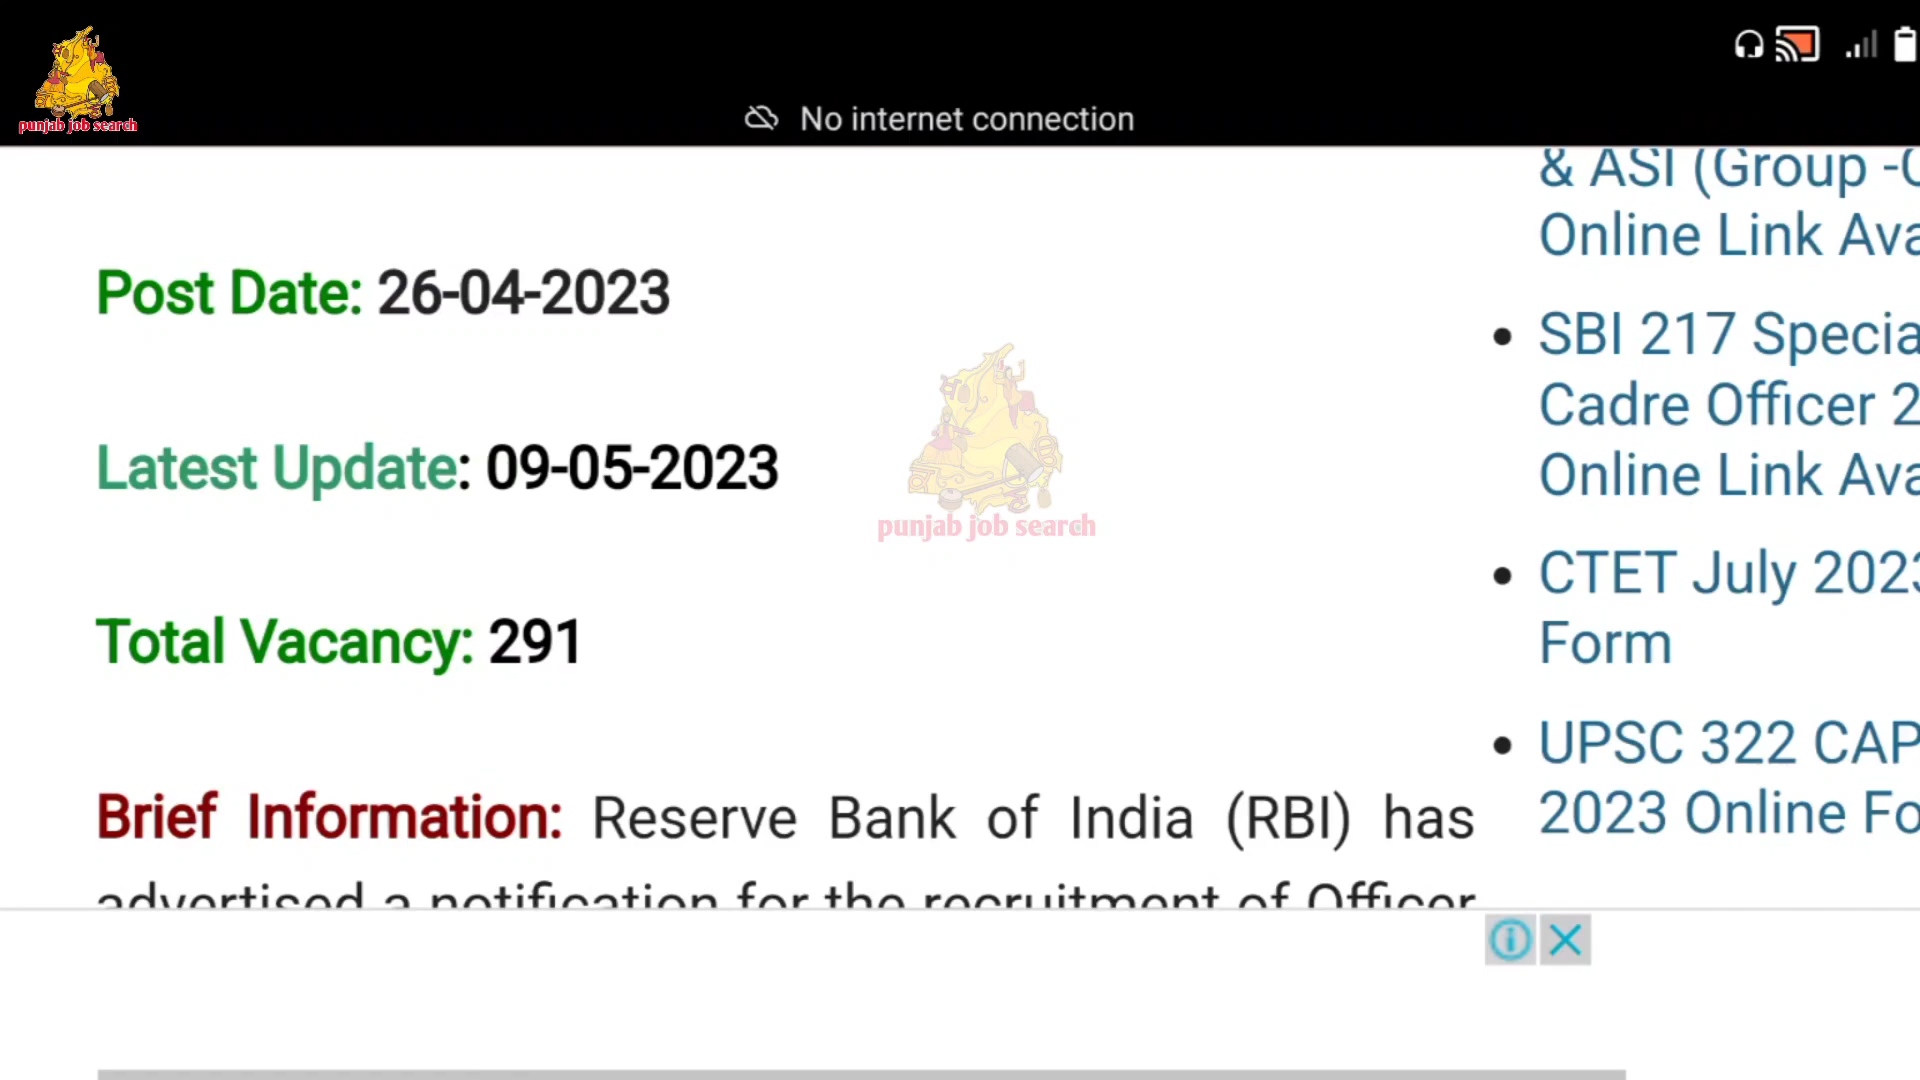 punjab job search
No internet connection
Post Date: 26-04-2023
Latest Update: 09-05-2023
punjab job search
Total Vacancy: 291
Brief Information: Reserve Bank of India (RBI) has
advertised a notification for the recruitment of Officer
& ASI (Group -C
Online Link Ava
SBI 217 Specia
Cadre Officer 2
Online Link Ava
CTET July 2023
Form
UPSC 322 CAP
2023 Online Fo